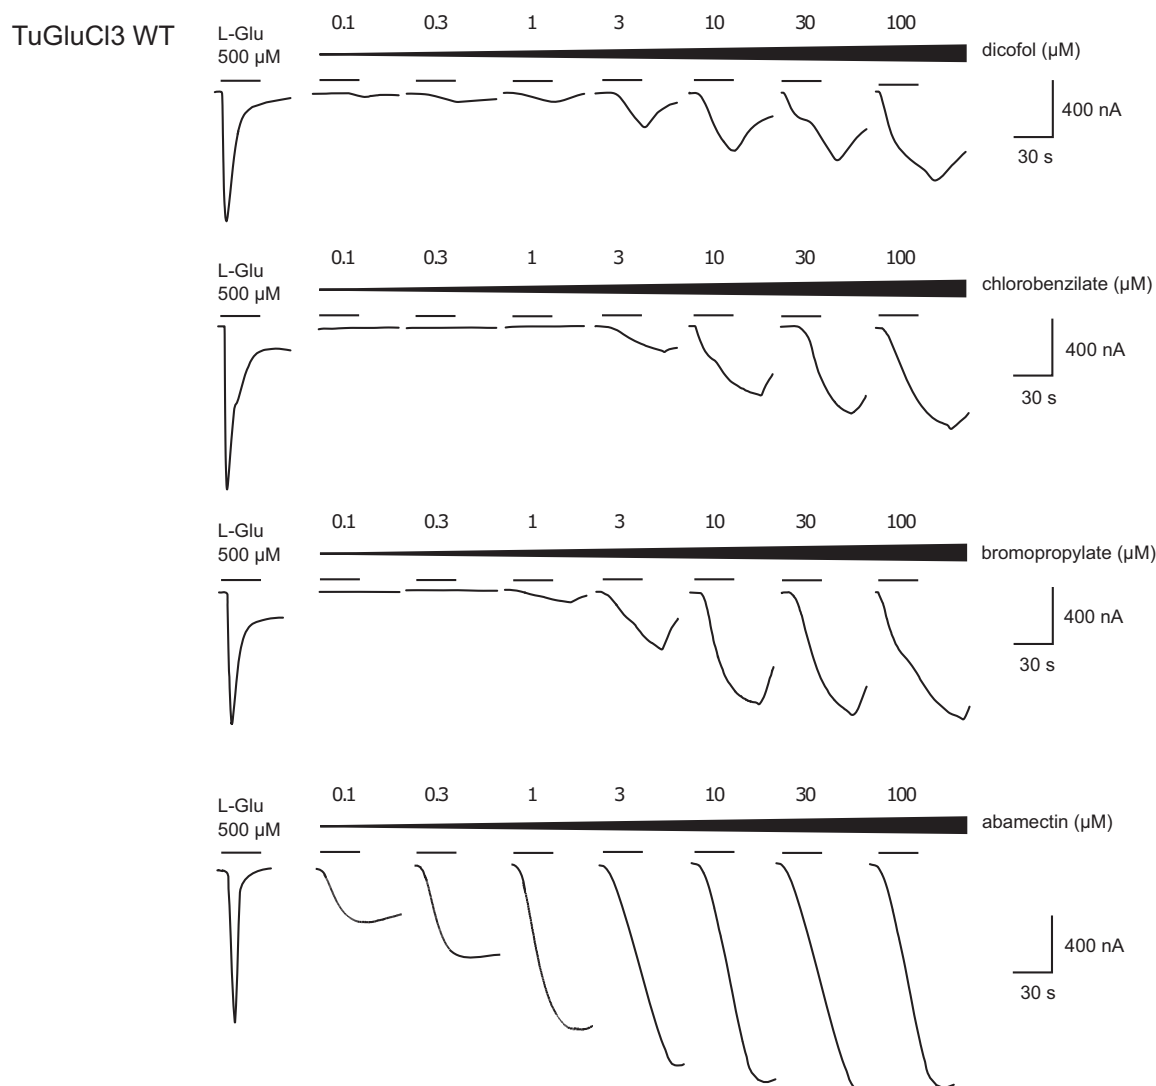 TuGluCl3 WT
L-Glu
500 µM
0.1 0.3 1 3 10 30 100
dicofol (µM)
400 nA
30 s
L-Glu
500 µM
0.1 0.3 1 3 10 30 100
chlorobenzilate (µM)
400 nA
30 s
L-Glu
500 µM
0.1 0.3 1 3 10 30 100
bromopropylate (µM)
400 nA
30 s
L-Glu
500 µM
0.1 0.3 1 3 10 30 100
abamectin (µM)
400 nA
30 s